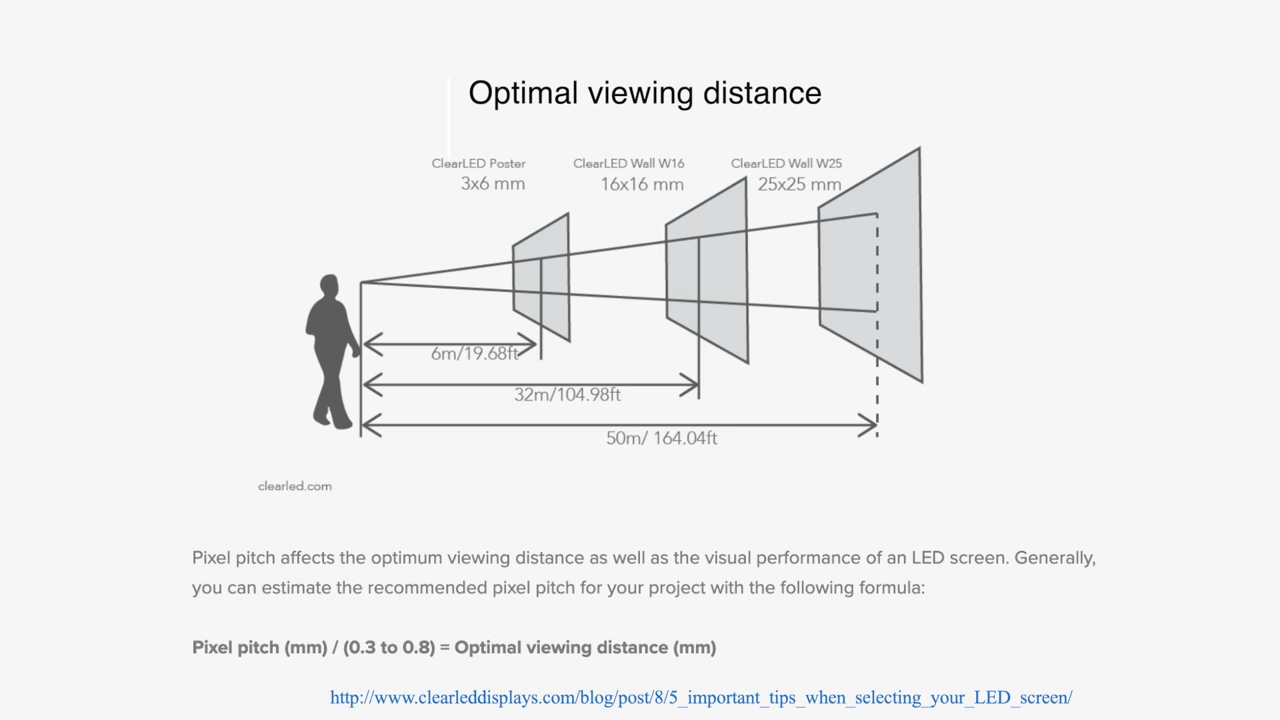 Optimal viewing distance
ClearLED Poster
3x6 mm
ClearLED Wall W16
16x16 mm
ClearLED Wall W25
25x25 mm
6m/19.68ft
32m/104.98ft
50m/ 164.04ft
clearled.com
Pixel pitch affects the optimum viewing distance as well as the visual performance of an LED screen. Generally,
you can estimate the recommended pixel pitch for your project with the following formula:
Pixel pitch (mm) / (0.3 to 0.8) = Optimal viewing distance (mm)
http://www.clearleddisplays.com/blog/post/8/5_important_tips_when_selecting_your_LED_screen/